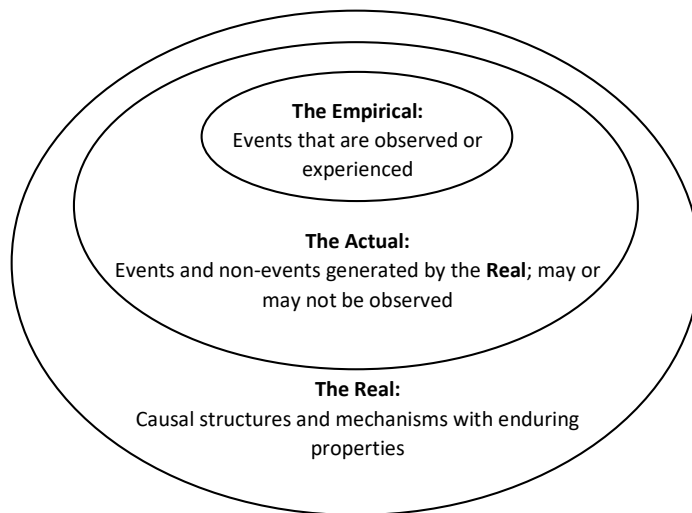 The Empirical:
Events that are observed or
experienced
The Actual:
Events and non-events generated by the Real; may or
may not be observed
The Real:
Causal structures and mechanisms with enduring
properties